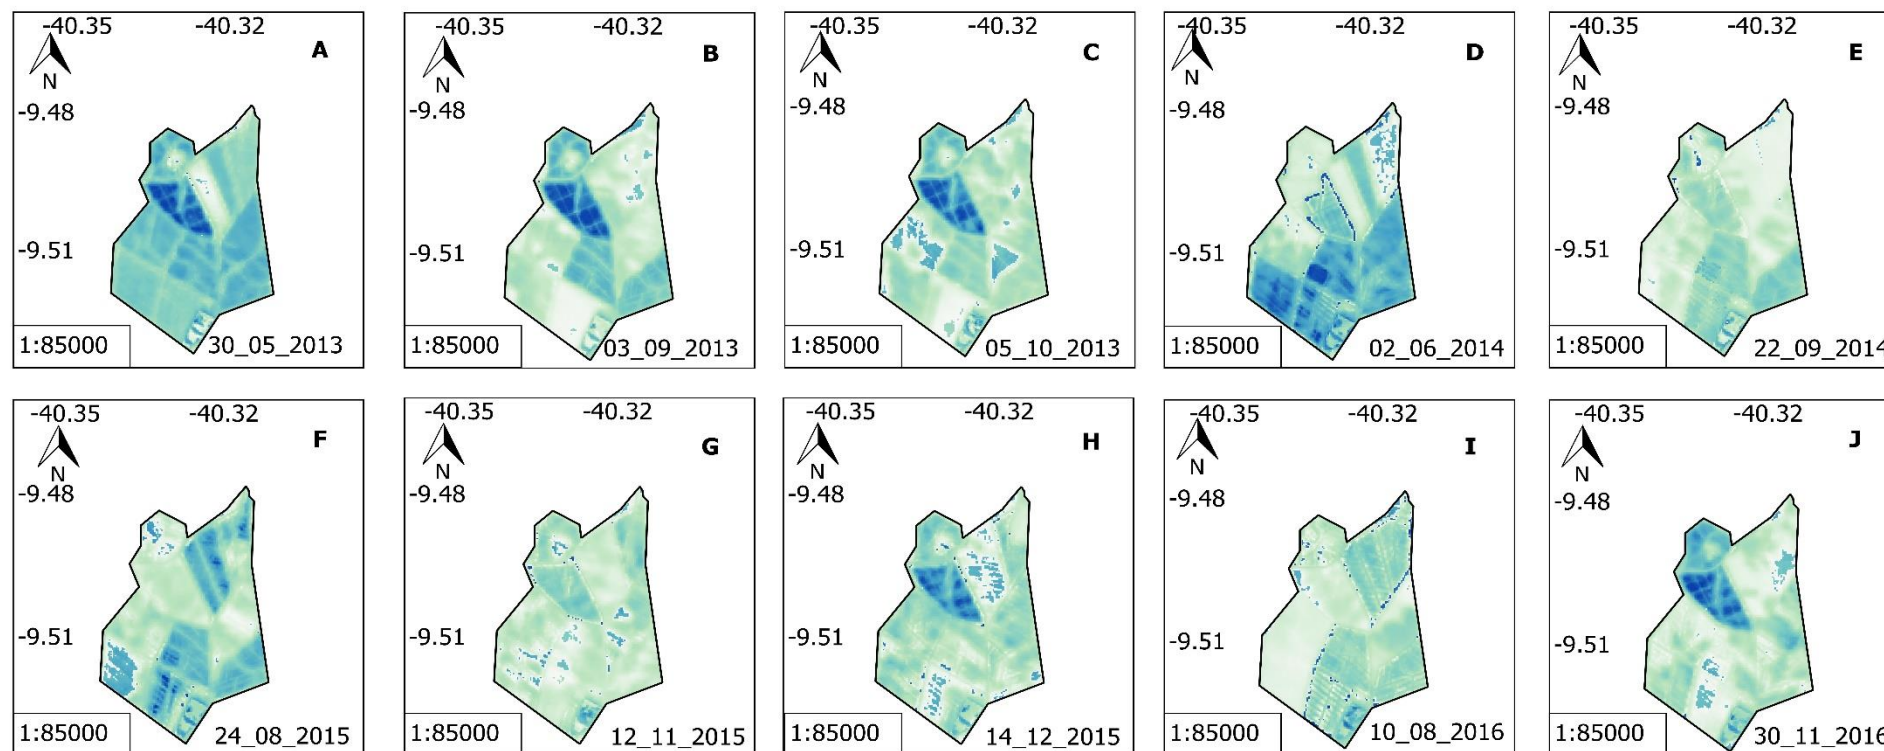 -40.35 -40.32
A
N
-9.48
-9.51
1:85000
30_05_2013
-40.35 -40.32
B
N
-9.48
-9.51
1:85000
03_09_2013
-40.35 -40.32
C
N
-9.48
-9.51
1:85000
05_10_2013
-40.35 -40.32
D
N
-9.48
-9.51
1:85000
02_06_2014
-40.35 -40.32
E
N
-9.48
-9.51
1:85000
22_09_2014
-40.35 -40.32
F
N
-9.48
-9.51
1:85000
24_08_2015
-40.35 -40.32
G
N
-9.48
-9.51
1:85000
12_11_2015
-40.35 -40.32
H
N
-9.48
-9.51
1:85000
14_12_2015
-40.35 -40.32
I
N
-9.48
-9.51
1:85000
10_08_2016
-40.35 -40.32
J
N
-9.48
-9.51
1:85000
30_11_2016